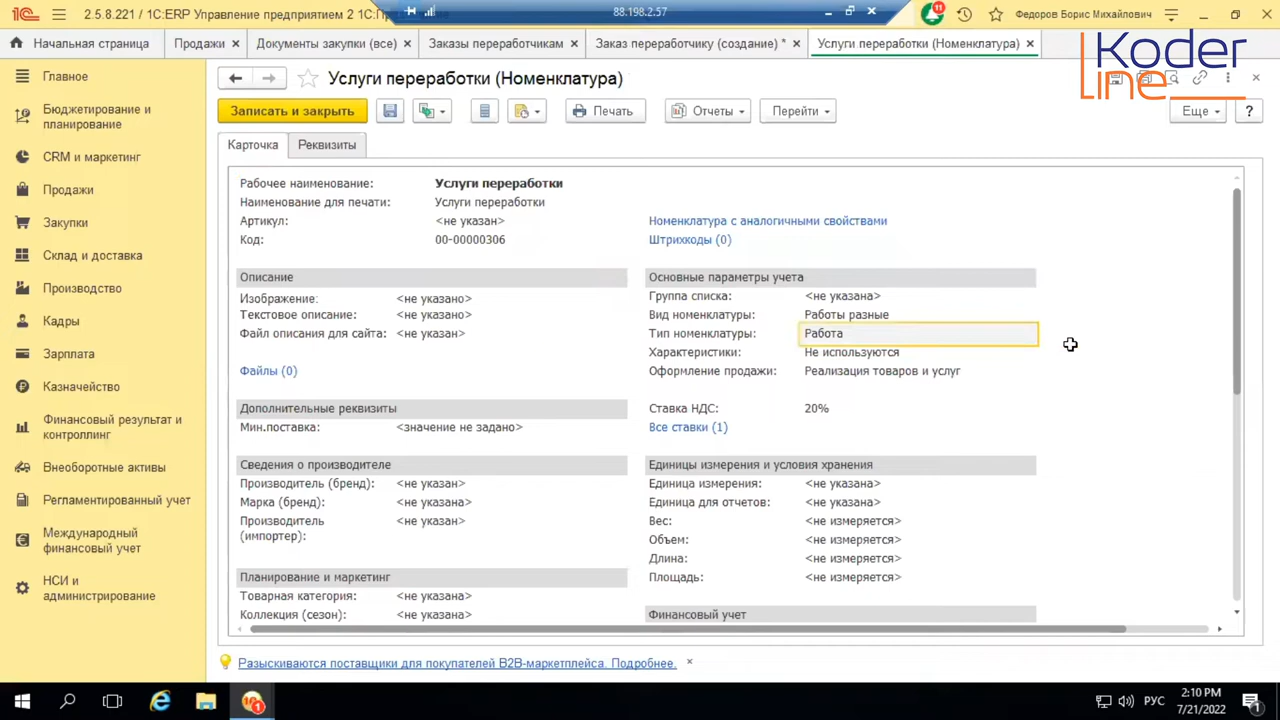 2.5.8.221 / 1С:ERP Управление предприятием 2 1С:Пр
88.198.2.57
11
Федоров Борис Михайлович
Начальная страница
Продажи
Документы закупки (все)
Заказы переработчикам
Заказ переработчику (создание) *
Услуги переработки (Номенклатура)
Koder
line
Главное
Бюджетирование и
планирование
CRM и маркетинг
Продажи
Закупки
Склад и доставка
Производство
Кадры
Зарплата
Казначейство
Финансовый результат и
контроллинг
Внеоборотные активы
Регламентированный учет
Международный
финансовый учет
НСИ и
администрирование
Услуги переработки (Номенклатура)
Записать и закрыть
Печать
Отчеты
Перейти
Еще
?
Карточка
Реквизиты
Рабочее наименование: Услуги переработки
Наименование для печати: Услуги переработки
Артикул: <не указан>
Номенклатура с аналогичными свойствами
Код: 00-00000306
Штрихкоды (0)
Описание
Изображение: <не указано>
Текстовое описание: <не указано>
Файл описания для сайта: <не указан>
Файлы (0)
Дополнительные реквизиты
Мин.поставка: <значение не задано>
Сведения о производителе
Производитель (бренд): <не указан>
Марка (бренд): <не указан>
Производитель <не указан>
(импортер):
Планирование и маркетинг
Товарная категория: <не указана>
Коллекция (сезон): <не указана>
Основные параметры учета
Группа списка: <не указана>
Вид номенклатуры: Работы разные
Тип номенклатуры: Работа
Характеристики: Не используются
Оформление продажи: Реализация товаров и услуг
Ставка НДС: 20%
Все ставки (1)
Единицы измерения и условия хранения
Единица измерения: <не указана>
Единица для отчетов: <не указана>
Вес: <не измеряется>
Объем: <не измеряется>
Длина: <не измеряется>
Площадь: <не измеряется>
Финансовый учет
Разыскиваются поставщики для покупателей B2B-маркетплейса. Подробнее.
РУС
2:10 PM
7/21/2022